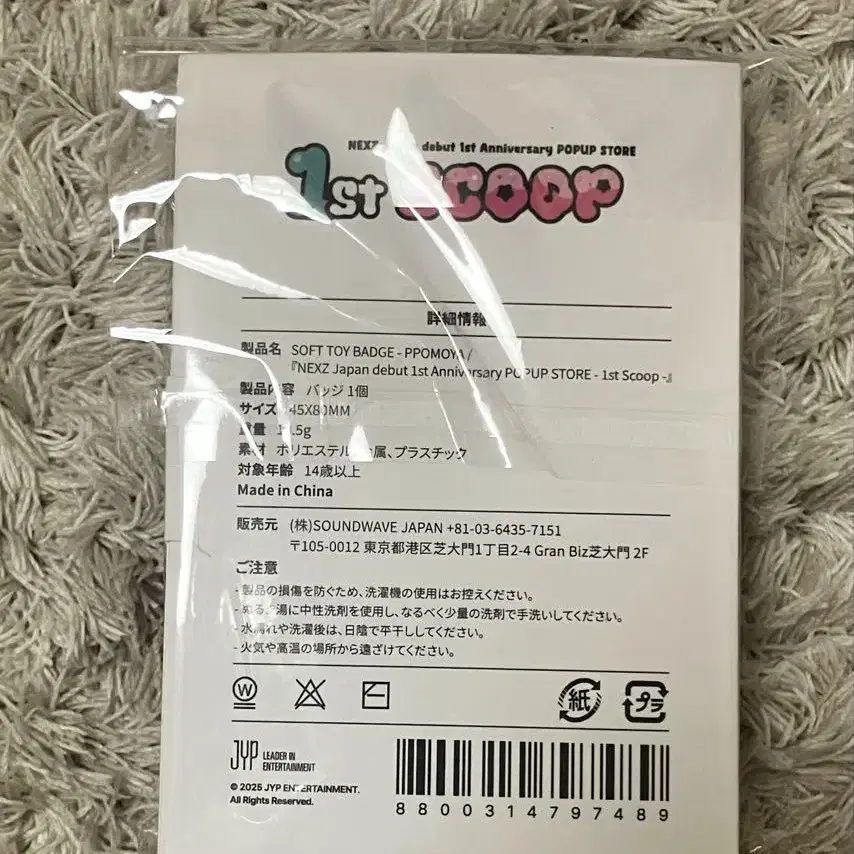 NEXZ debut 1st Anniversary POPUP STORE
1st SCOOP
詳細情報
製品名 SOFT TOY BADGE - PPOMOYA /
『NEXZ Japan debut 1st Anniversary POPUP STORE - 1st Scoop -』
製品内容 バッジ 1個
サイズ 45X80MM
重量
素材 ポリエステル、金属、プラスチック
対象年齢 14歳以上
Made in China
販売元 (株)SOUNDWAVE JAPAN +81-03-6435-7151
〒105-0012 東京都港区芝大門1丁目2-4 Gran Biz芝大門 2F
ご注意
- 製品の損傷を防ぐため、洗濯機の使用はお控えください。
- ぬるま湯に中性洗剤を使用し、なるべく少量の洗剤で手洗いしてください。
- 水濡れや洗濯後は、日陰で平干ししてください。
- 火気や高温の場所から遠ざけてください。
W 紙 プラ
JYP LEADER IN
ENTERTAINMENT
© 2025 JYP ENTERTAINMENT.
All Rights Reserved.
8800314797489